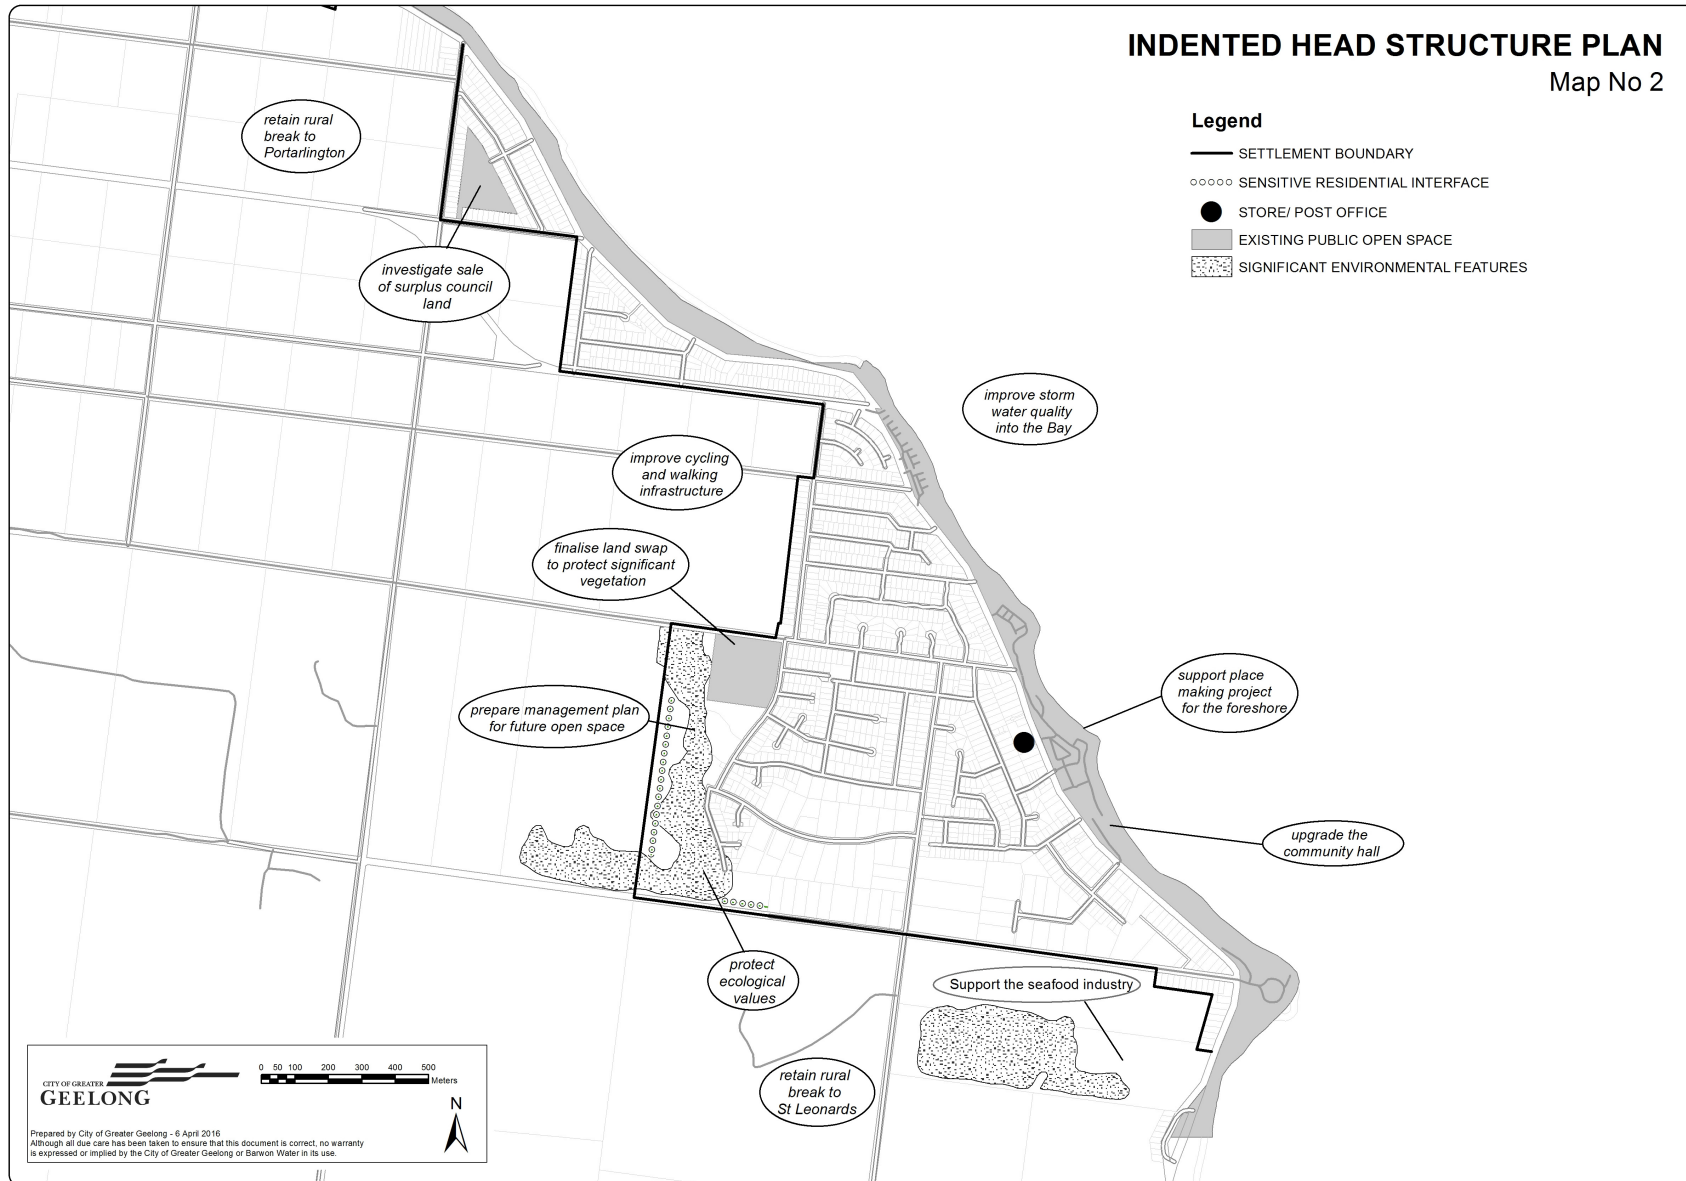 INDENTED HEAD STRUCTURE PLAN
Map No 2
Legend
SETTLEMENT BOUNDARY
SENSITIVE RESIDENTIAL INTERFACE
STORE/ POST OFFICE
EXISTING PUBLIC OPEN SPACE
SIGNIFICANT ENVIRONMENTAL FEATURES
retain rural
break to
Portarlington
investigate sale
of surplus council
land
improve storm
water quality
into the Bay
improve cycling
and walking
infrastructure
finalise land swap
to protect significant
vegetation
support place
making project
for the foreshore
prepare management plan
for future open space
upgrade the
community hall
protect
ecological
values
Support the seafood industry
retain rural
break to
St Leonards
CITY OF GREATER
GEELONG
0 50 100 200 300 400 500
Meters
N
Prepared by City of Greater Geelong - 6 April 2016
Although all due care has been taken to ensure that this document is correct, no warranty
is expressed or implied by the City of Greater Geelong or Barwon Water in its use.